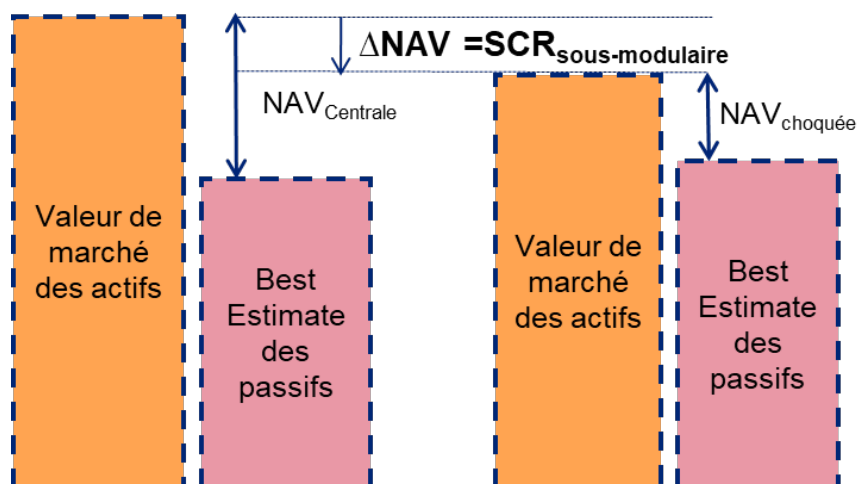 ∆NAV =SCRsous-modulaire
NAVCentrale
NAVchoquée
Valeur de
marché
des actifs
Best
Estimate
des
passifs
Valeur de
marché
des actifs
Best
Estimate
des
passifs